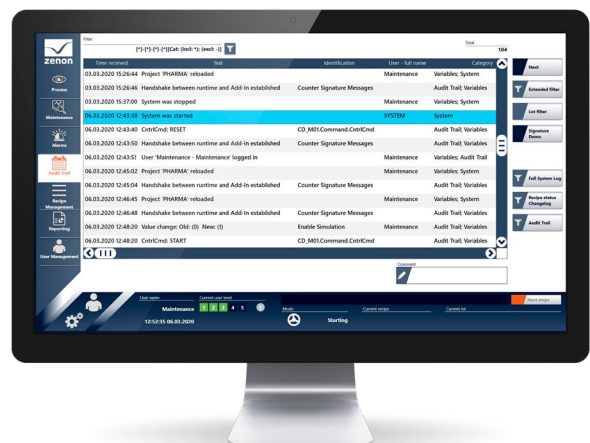 Filter
Total
[*]-[*]-[*]-[*][Cat: (incl: *); (excl: -)]
104
zenon
Time received Text Identification User - full name Category
03.03.2020 15:26:44 Project 'PHARMA' reloaded Maintenance Variables; System
03.03.2020 15:26:46 Handshake between runtime and Add-In established Counter Signature Messages Audit Trail; Variables
03.03.2020 15:37:00 System was stopped Maintenance System
06.03.2020 12:43:38 System was started SYSTEM System
06.03.2020 12:43:40 CntrlCmd: RESET CD_M01.Command.CntrlCmd Audit Trail; Variables
06.03.2020 12:43:50 Handshake between runtime and Add-In established Counter Signature Messages Audit Trail; Variables
06.03.2020 12:43:51 User 'Maintenance - Maintenance' logged in Maintenance Variables; Audit Trail
06.03.2020 12:45:02 Project 'PHARMA' reloaded Maintenance Variables; System
06.03.2020 12:45:04 Handshake between runtime and Add-In established Counter Signature Messages Audit Trail; Variables
06.03.2020 12:46:45 Project 'PHARMA' reloaded Maintenance Variables; System
06.03.2020 12:46:48 Handshake between runtime and Add-In established Counter Signature Messages Audit Trail; Variables
06.03.2020 12:48:20 Value change: Old: (0) New: (1) Enable Simulation Maintenance Audit Trail; Variables
06.03.2020 12:48:20 CntrlCmd: START CD_M01.Command.CntrlCmd Audit Trail; Variables
Process
Maintenance
Alarms
Audit Trail
Recipe
Management
Reporting
User Management
Next
Extended filter
Lot filter
Signature
Demo
Full System Log
Recipe status
Changelog
Audit Trail
Comment
User name Current user level
Maintenance 1 2 3 4 5
12:52:35 06.03.2020
Mode Current recipe Current lot
Starting
Next steps